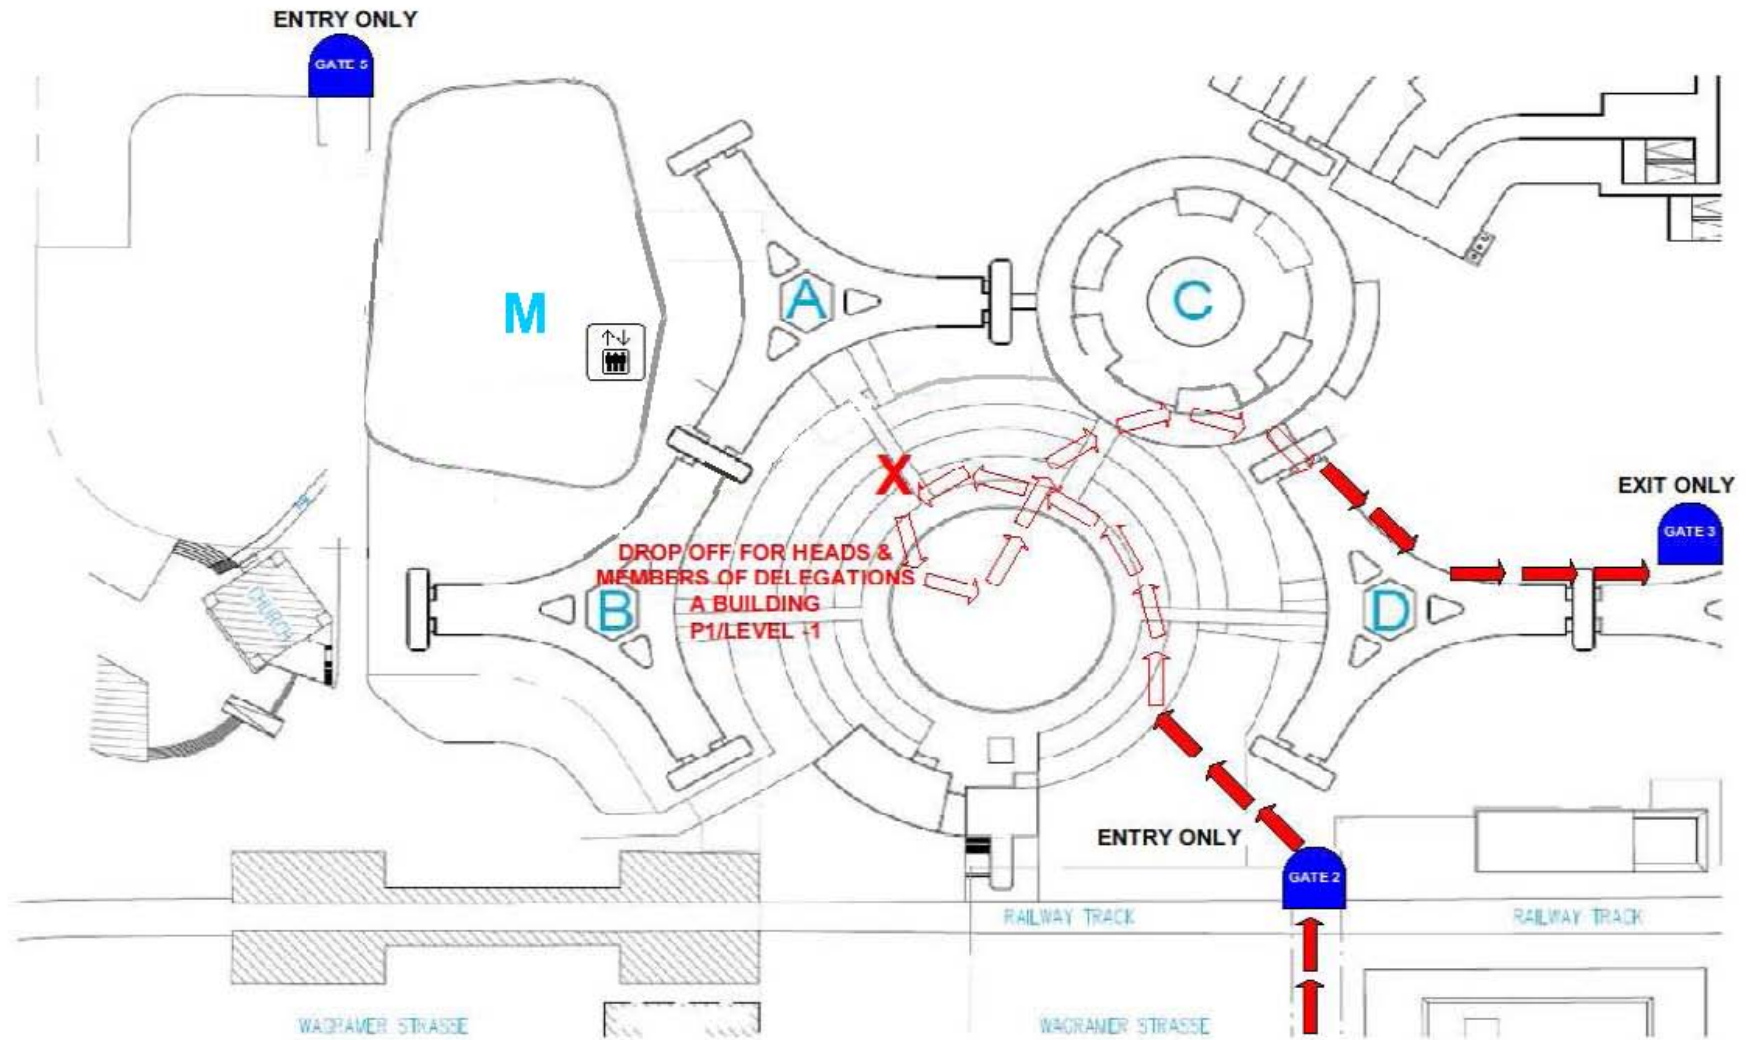 ENTRY ONLY
GATE 5
M
A
C
X
EXIT ONLY
GATE 3
DROP OFF FOR HEADS &
MEMBERS OF DELEGATIONS
A BUILDING
P1/LEVEL -1
B
D
CHURCH
ENTRY ONLY
GATE 2
RAILWAY TRACK
RAILWAY TRACK
WAGRAMER STRASSE
WAGRAMER STRASSE